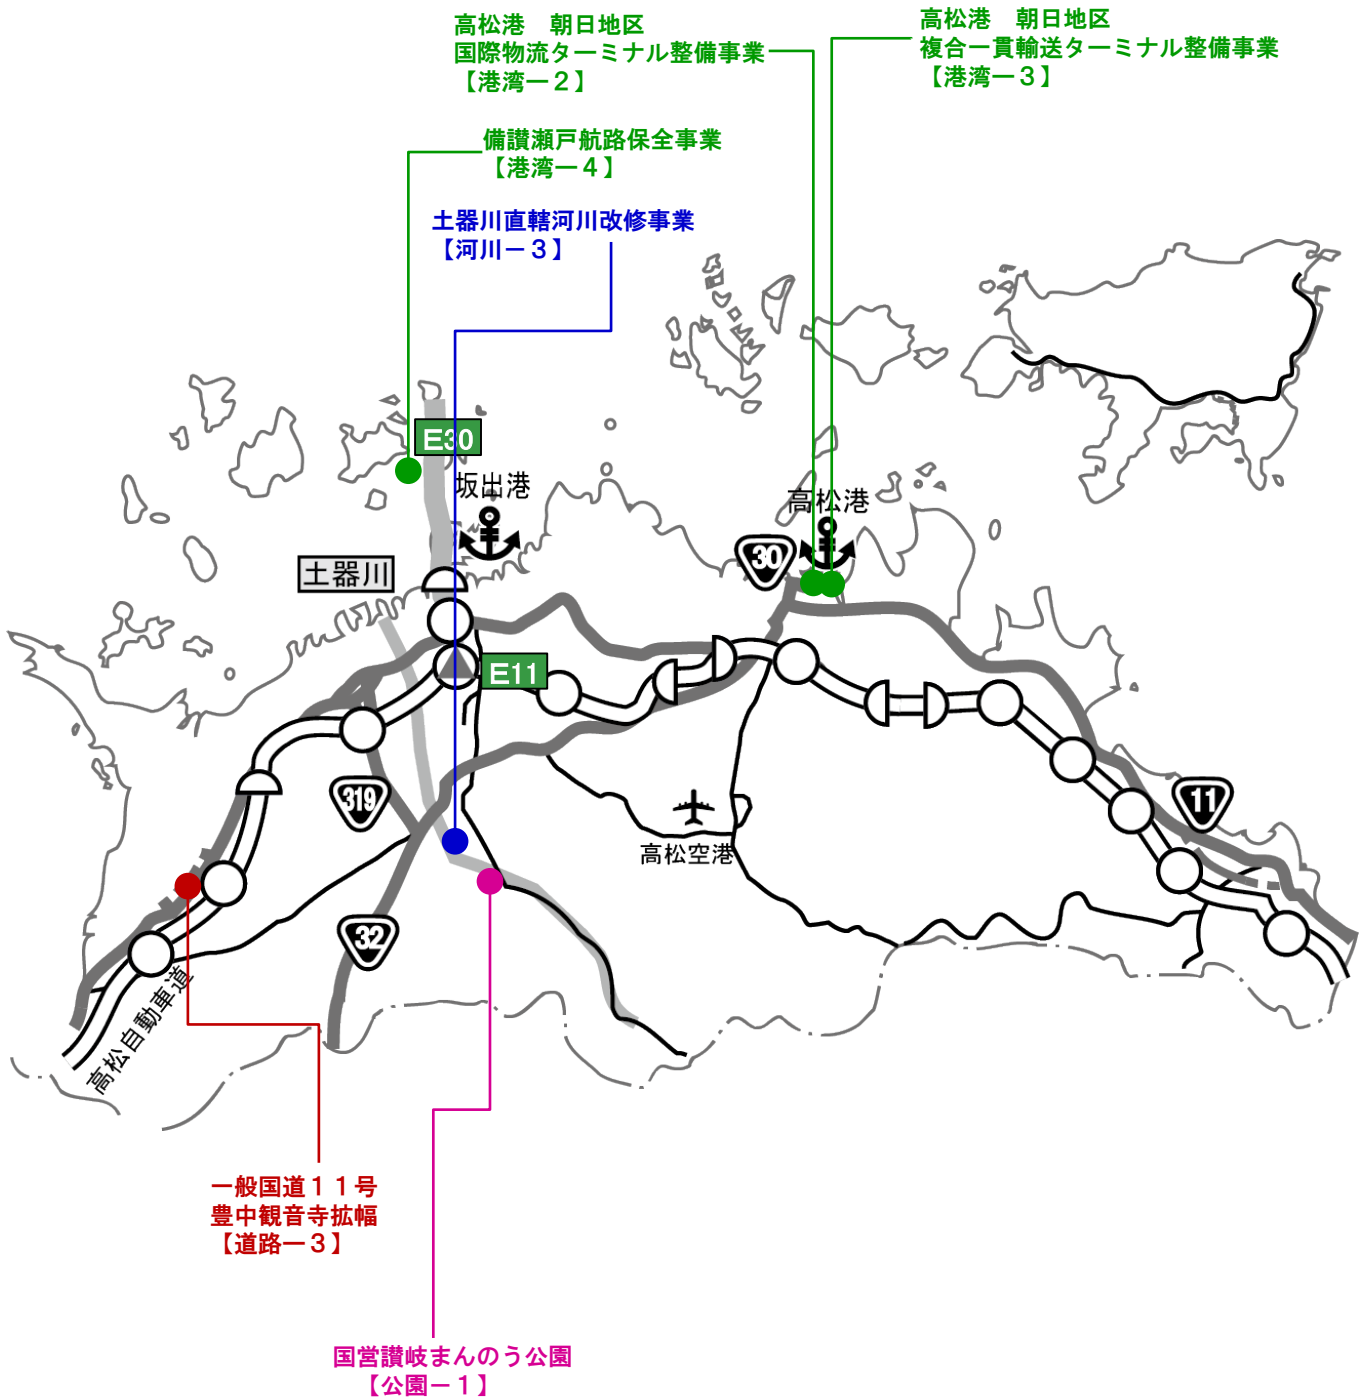 高松港　朝日地区
国際物流ターミナル整備事業
【港湾ー２】
高松港　朝日地区
複合一貫輸送ターミナル整備事業
【港湾ー３】
備讃瀬戸航路保全事業
【港湾ー４】
土器川直轄河川改修事業
【河川－３】
E30
坂出港
高松港
30
土器川
E11
319
11
高松空港
32
高松自動車道
一般国道１１号
豊中観音寺拡幅
【道路ー３】
国営讃岐まんのう公園
【公園－１】